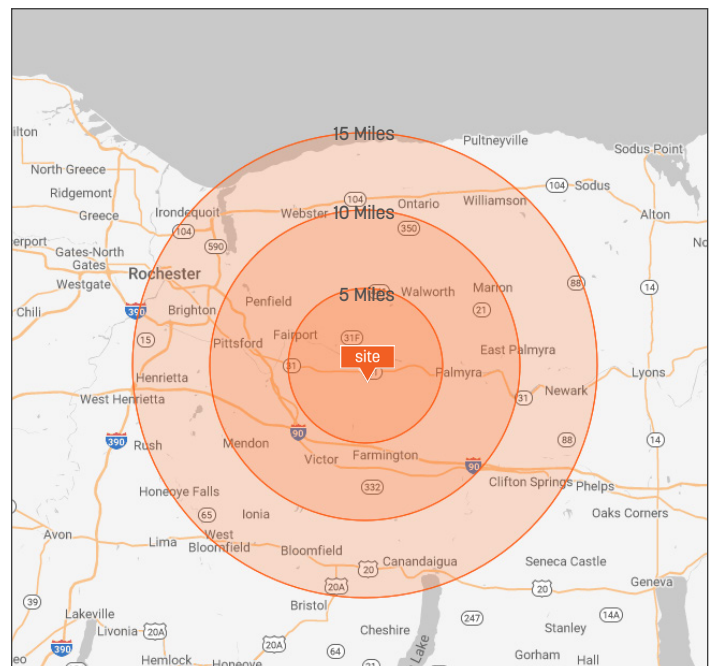 15 Miles
Pultneyville
ilton
Sodus Point
North Greece
104
Sodus
Ridgemont
104
Ontario
Williamson
Greece
Irondequoit
Webster
10 Miles
Alton
104
350
erport
590
No
Gates-North
Gates
Rochester
Westgate
88
14
5 Miles
Walworth
Marion
Penfield
390
Brighton
21
Chili
15
Fairport
31F
Pittsford
East Palmyra
site
31
Palmyra
Lyons
Henrietta
Newark
West Henrietta
31
390
Rush
90
Mendon
88
14
Victor
Farmington
90
Clifton Springs
Phelps
Honeoye Falls
332
65
Ionia
Oaks Corners
Avon
Lima
West
Bloomfield
Bloomfield
Canandaigua
Seneca Castle
20
Geneva
20A
20
39
Bristol
Lakeville
247
14A
Livonia
20A
Cheshire
Stanley
20A
Lake
390
64
eo
Hemlock
Honeoye
21
Gorham
Hall